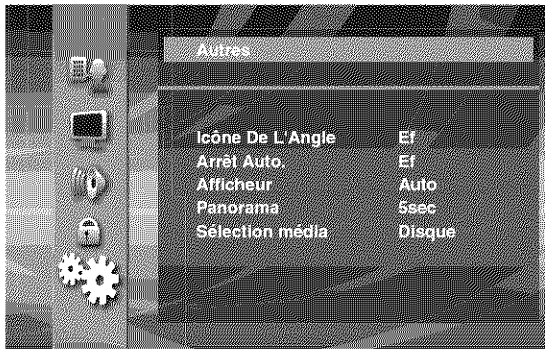 Autres
Icône De L'Angle Ef
Arrêt Auto. Ef
Afficheur Auto
Panorama 5sec
Sélection média Disque